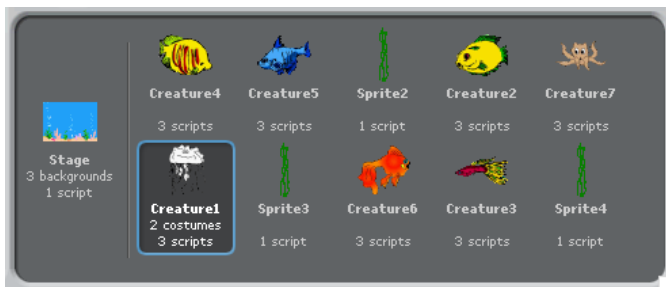 Creature4
3 scripts
Creature5
3 scripts
Sprite2
1 script
Creature2
3 scripts
Creature7
3 scripts
Stage
3 backgrounds
1 script
Creature1
2 costumes
3 scripts
Sprite3
1 script
Creature6
3 scripts
Creature3
3 scripts
Sprite4
1 script